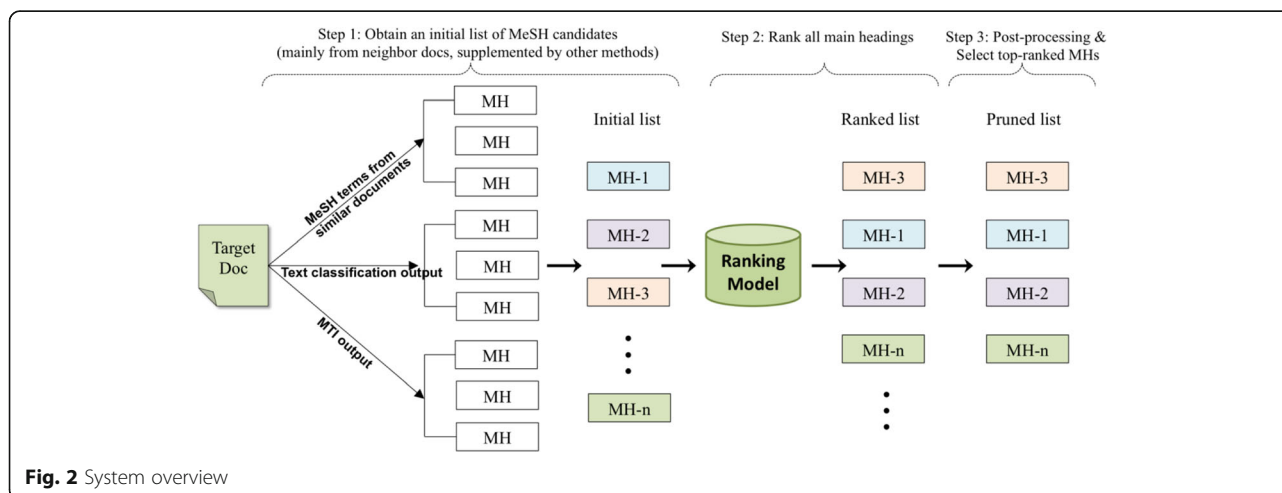 Step 1: Obtain an initial list of MeSH candidates
(mainly from neighbor docs, supplemented by other methods)
Step 2: Rank all main headings
Step 3: Post-processing &
Select top-ranked MHs
Target
Doc
MeSH terms from
similar documents
Text classification output
MTI output
MH
MH
MH
MH
MH
MH
MH
MH
MH
Initial list
MH-1
MH-2
MH-3
MH-n
Ranking
Model
Ranked list
MH-3
MH-1
MH-2
MH-n
Pruned list
MH-3
MH-1
MH-2
MH-n
Fig. 2 System overview